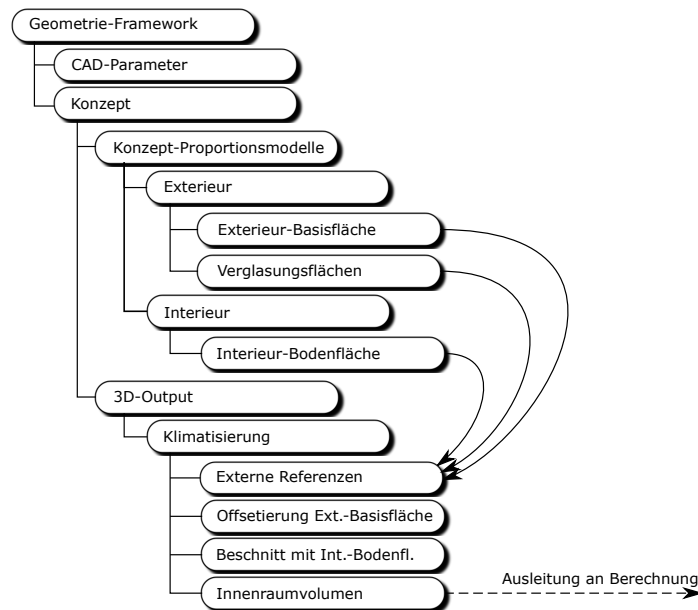 Geometrie-Framework
CAD-Parameter
Konzept
Konzept-Proportionsmodelle
Exterieur
Exterieur-Basisfläche
Verglasungsflächen
Interieur
Interieur-Bodenfläche
3D-Output
Klimatisierung
Externe Referenzen
Offsetierung Ext.-Basisfläche
Beschnitt mit Int.-Bodenfl.
Innenraumvolumen
Ausleitung an Berechnung